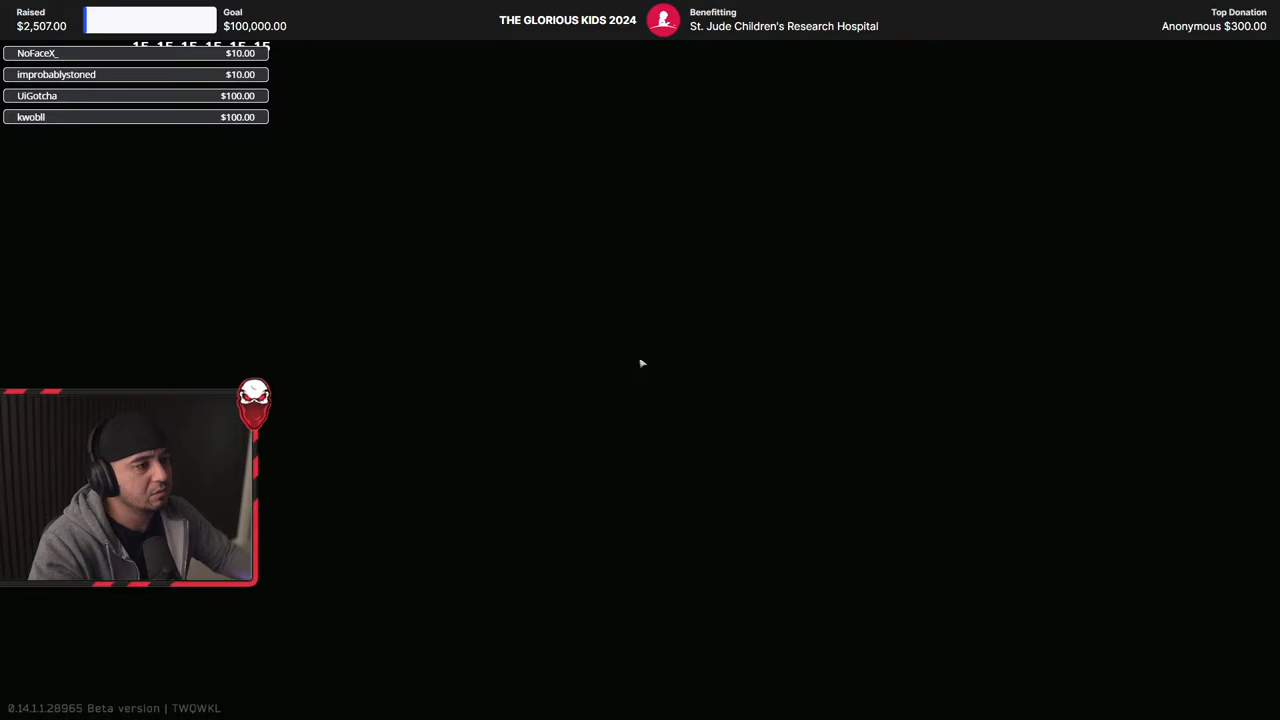 Raised
$2,507.00
Goal
$100,000.00
THE GLORIOUS KIDS 2024
Benefitting
St. Jude Children's Research Hospital
Top Donation
Anonymous $300.00
NoFaceX_ $10.00
improbablystoned $10.00
UiGotcha $100.00
kwobll $100.00
0.14.1.1.28965 Beta version | TWQWKL